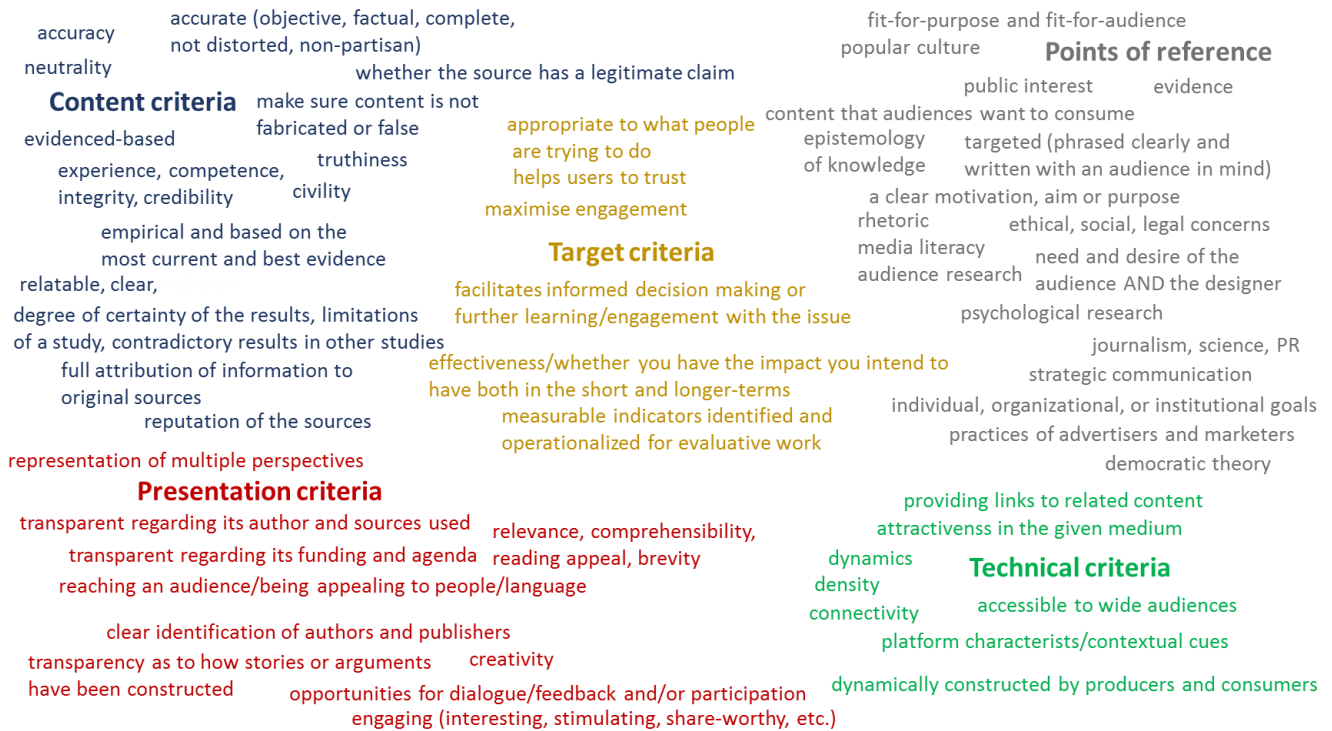 accuracy
accurate (objective, factual, complete,
not distorted, non-partisan)
neutrality
whether the source has a legitimate claim
Content criteria
make sure content is not
fabricated or false
evidenced-based
truthiness
experience, competence,
integrity, credibility
civility
empirical and based on the
most current and best evidence
relatable, clear,
degree of certainty of the results, limitations
of a study, contradictory results in other studies
full attribution of information to
original sources
reputation of the sources
appropriate to what people
are trying to do
helps users to trust
maximise engagement
Target criteria
facilitates informed decision making or
further learning/engagement with the issue
effectiveness/whether you have the impact you intend to
have both in the short and longer-terms
measurable indicators identified and
operationalized for evaluative work
fit-for-purpose and fit-for-audience
popular culture
Points of reference
public interest
evidence
content that audiences want to consume
epistemology
of knowledge
targeted (phrased clearly and
written with an audience in mind)
a clear motivation, aim or purpose
rhetoric
ethical, social, legal concerns
media literacy
audience research
need and desire of the
audience AND the designer
psychological research
journalism, science, PR
strategic communication
individual, organizational, or institutional goals
practices of advertisers and marketers
democratic theory
representation of multiple perspectives
Presentation criteria
transparent regarding its author and sources used
relevance, comprehensibility,
reading appeal, brevity
transparent regarding its funding and agenda
reaching an audience/being appealing to people/language
clear identification of authors and publishers
transparency as to how stories or arguments
have been constructed
creativity
opportunities for dialogue/feedback and/or participation
engaging (interesting, stimulating, share-worthy, etc.)
providing links to related content
attractivenss in the given medium
dynamics
Technical criteria
density
connectivity
accessible to wide audiences
platform characterists/contextual cues
dynamically constructed by producers and consumers